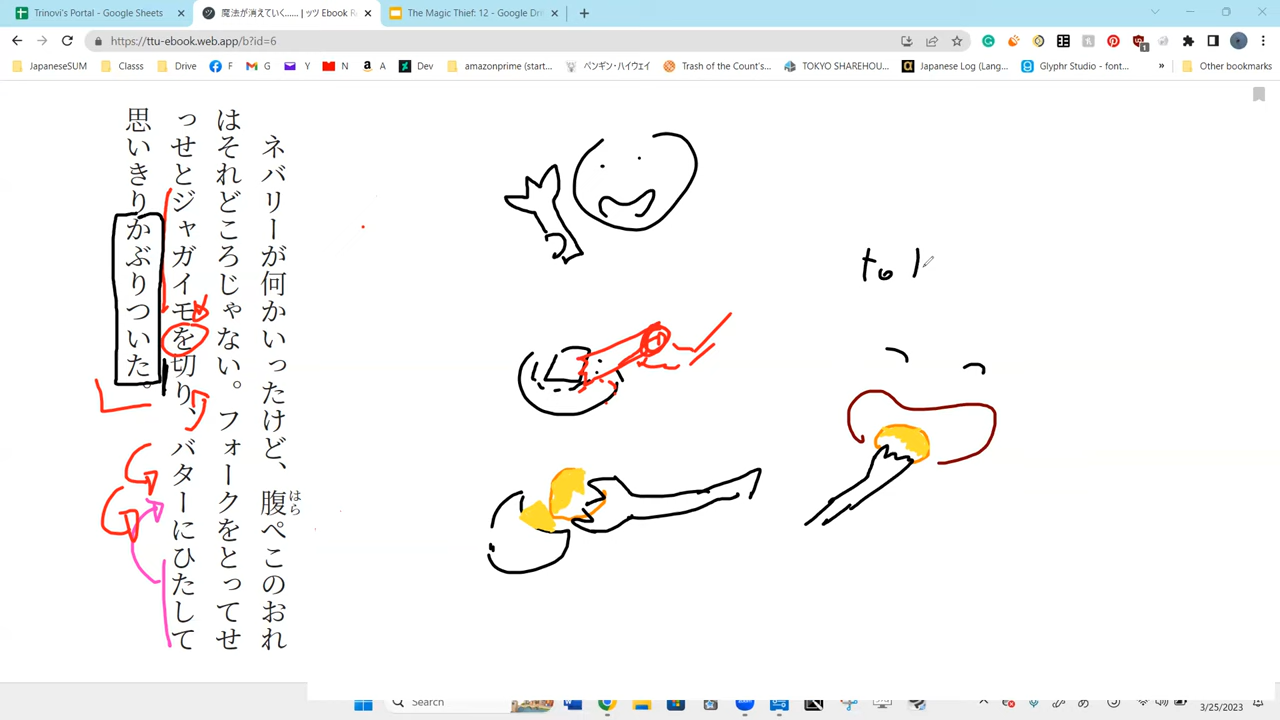 Trinovi's Portal - Google Sheets
魔法が消えていく...... | ッツ Ebook R
The Magic Thief: 12 - Google Dri
https://ttu-ebook.web.app/b?id=6
JapaneseSUM
Classs
Drive
F
G
Y
N
A
Dev
amazonprime (star...
ペンギン・ハイウェイ
Trash of the Count's...
TOKYO SHAREHOU...
Japanese Log (Lang...
Glyphr Studio - font...
Other bookmarks
ネバリーが何かいったけど、腹ぺこのおれ
はら
はそれどころじゃない。フォークをとってせ
っせとジャガイモを切り、バターにひたして
思いきりかぶりついた。
to
Search
3/25/2023